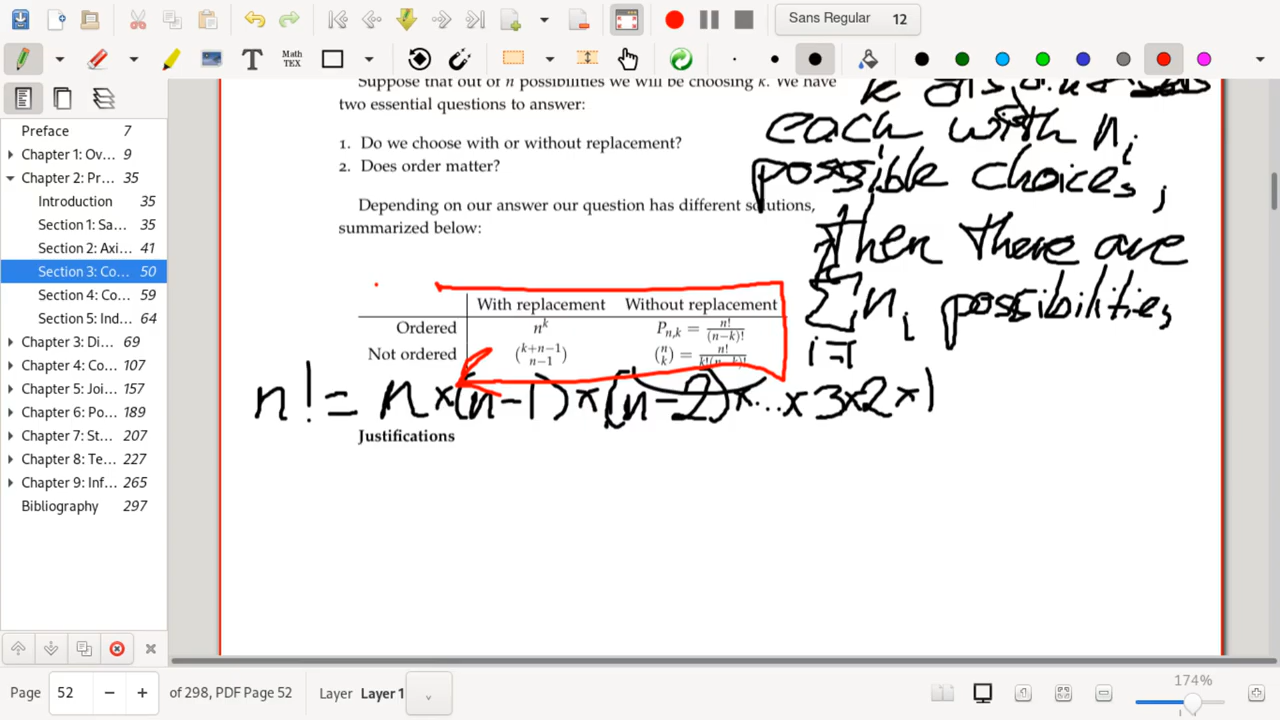 Sans Regular 12
Math
TEX
Preface 7
Chapter 1: Ov... 9
Chapter 2: Pr... 35
Introduction 35
Section 1: Sa... 35
Section 2: Axi... 41
Section 3: Co... 50
Section 4: Co... 59
Section 5: Ind... 64
Chapter 3: Di... 69
Chapter 4: Co... 107
Chapter 5: Joi... 159
Chapter 6: Po... 189
Chapter 7: St... 207
Chapter 8: Te... 227
Chapter 9: Inf... 265
Bibliography 297
Suppose that out of n possibilities we will be choosing k. We have
two essential questions to answer:
1. Do we choose with or without replacement?
2. Does order matter?
Depending on our answer our question has different solutions,
summarized below:
With replacement Without replacement
Ordered n^k P_{n,k} = n!/(n−k)!
Not ordered (k+n−1 n−1) (n k) = n!/k!(n−k)!
n! = n×(n−1)×(n−2)×...×3×2×1
Justifications
k
each with n_i
possible choices,
then there are
∑ n_i possibilities
i=1
Page 52 − + of 298, PDF Page 52 Layer Layer 1 174%